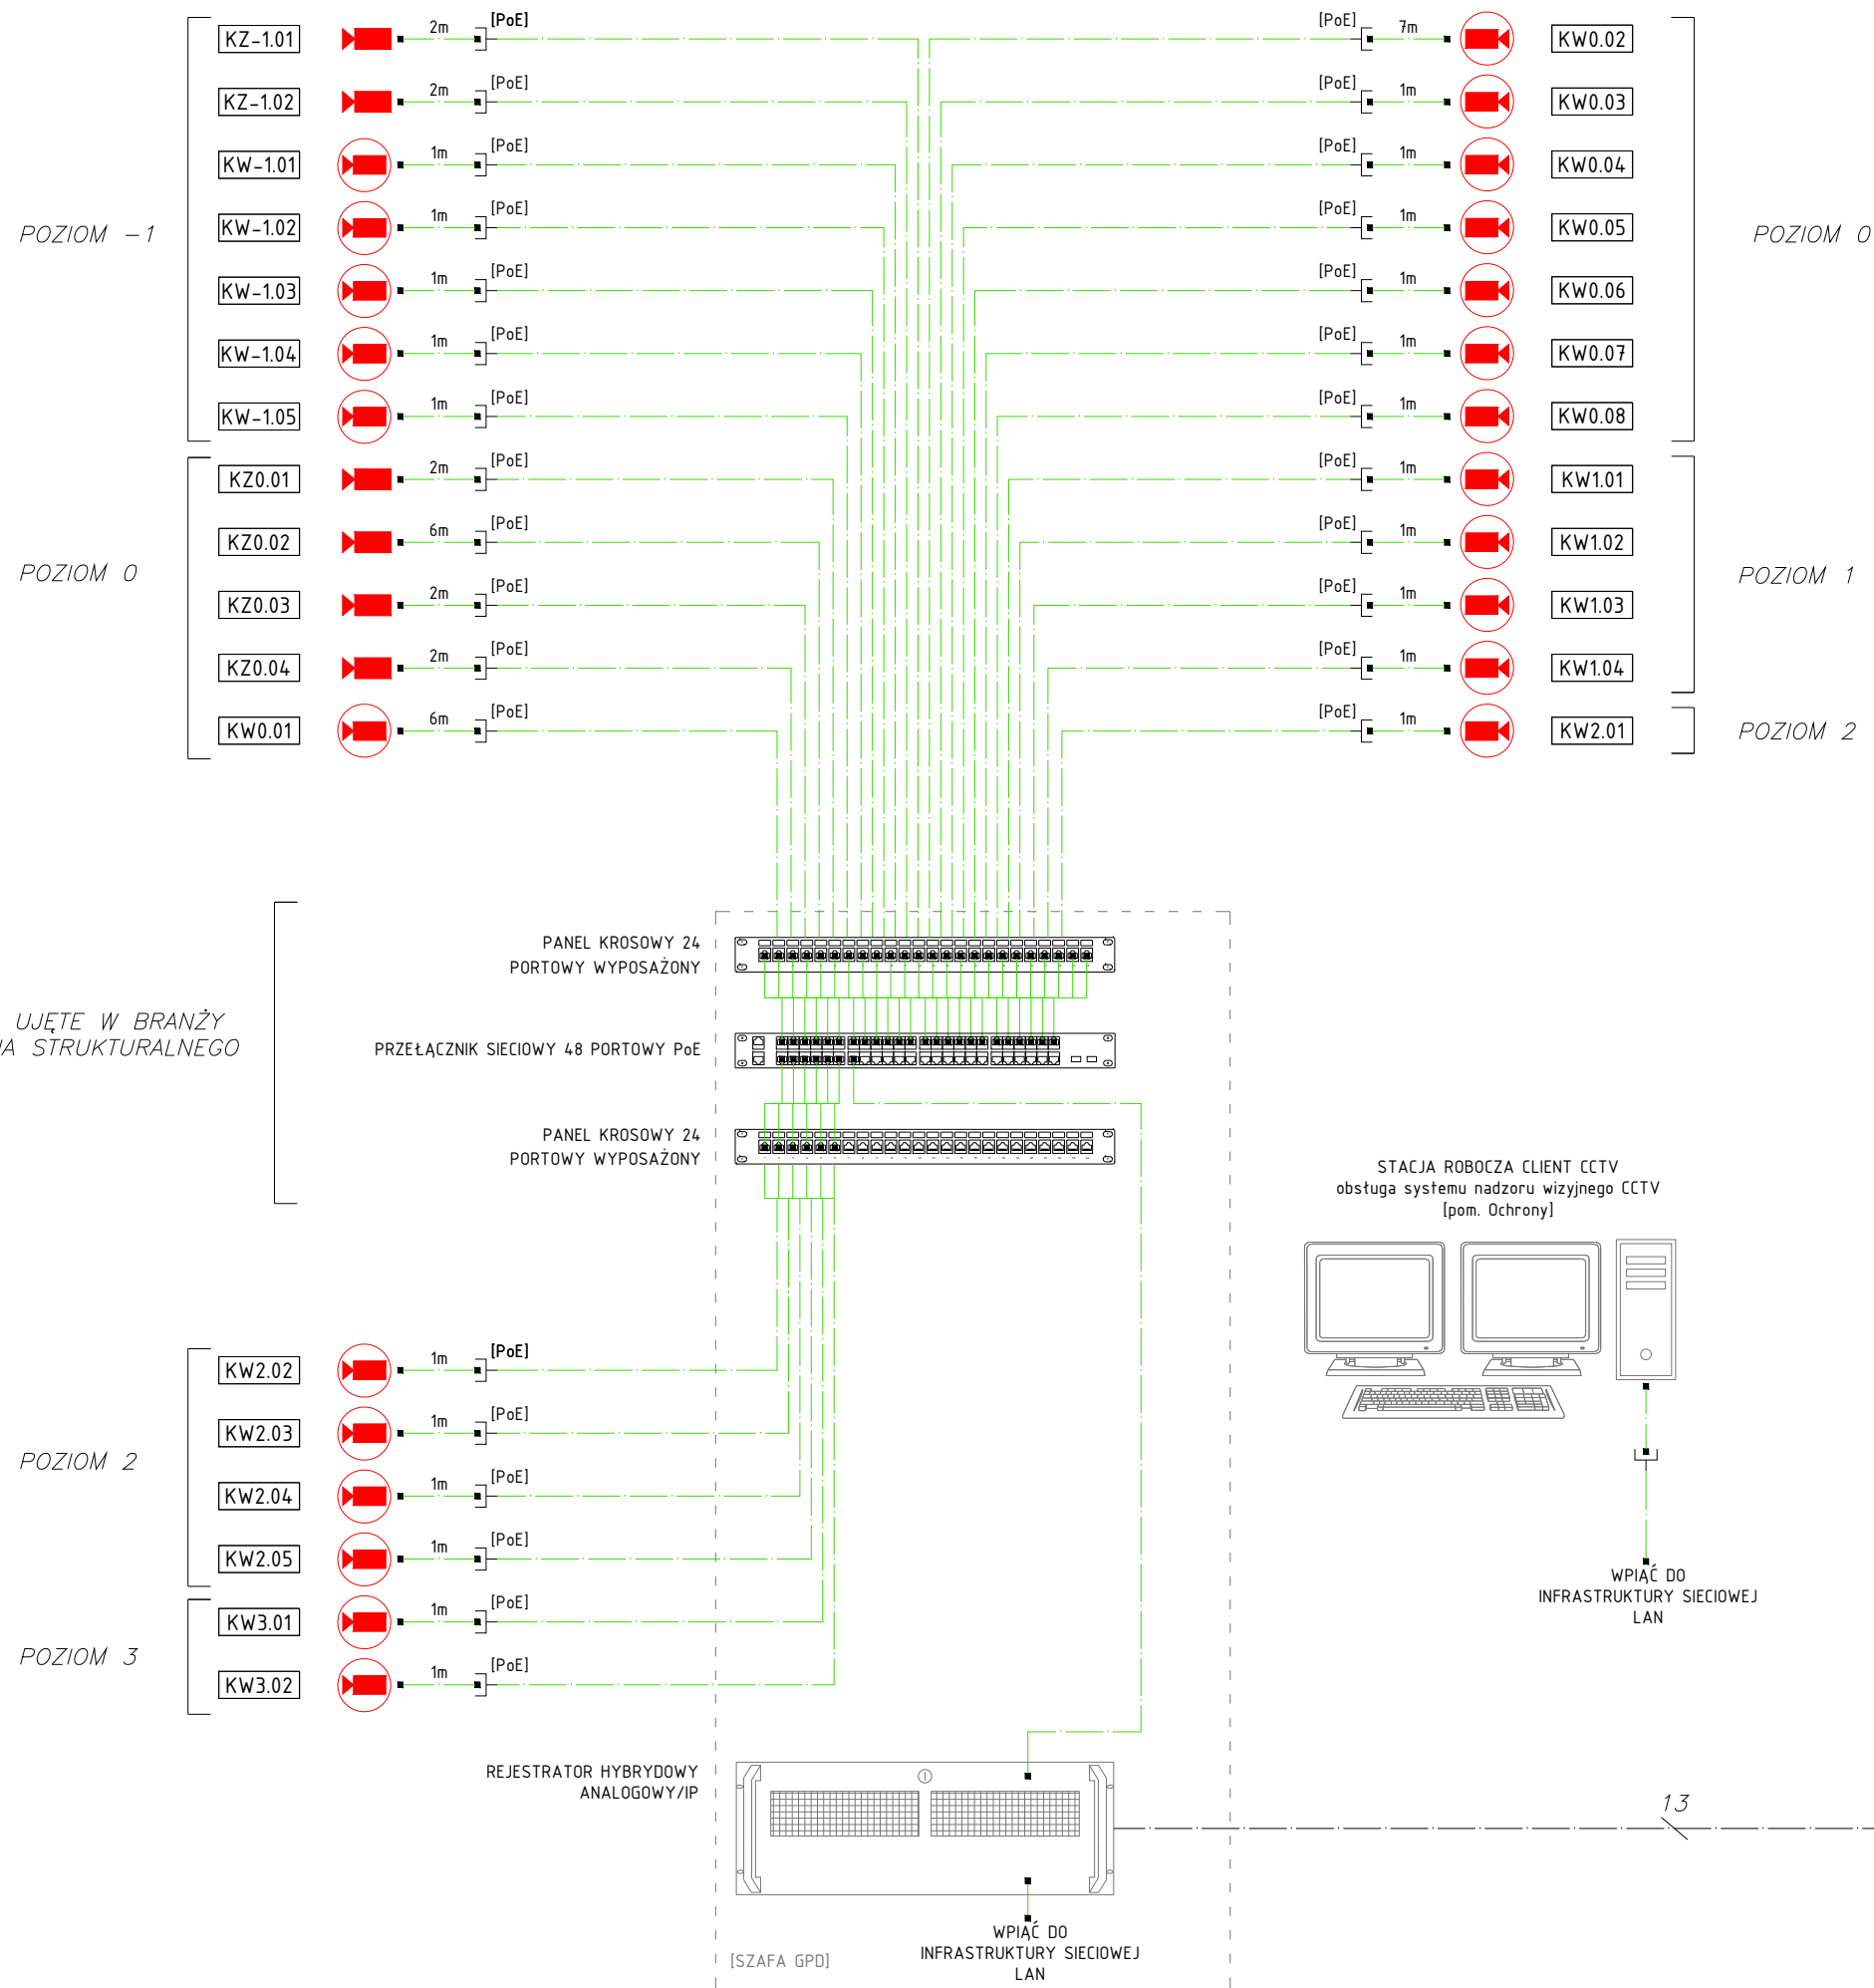 POZIOM -1
KZ-1.01 2m [PoE]
KZ-1.02 2m [PoE]
KW-1.01 1m [PoE]
KW-1.02 1m [PoE]
KW-1.03 1m [PoE]
KW-1.04 1m [PoE]
KW-1.05 1m [PoE]
POZIOM 0
KZ0.01 2m [PoE]
KZ0.02 6m [PoE]
KZ0.03 2m [PoE]
KZ0.04 2m [PoE]
KW0.01 6m [PoE]
[PoE] 7m KW0.02
[PoE] 1m KW0.03
[PoE] 1m KW0.04
[PoE] 1m KW0.05
[PoE] 1m KW0.06
[PoE] 1m KW0.07
[PoE] 1m KW0.08
POZIOM 0
[PoE] 1m KW1.01
[PoE] 1m KW1.02
[PoE] 1m KW1.03
[PoE] 1m KW1.04
POZIOM 1
[PoE] 1m KW2.01
POZIOM 2
UJĘTE W BRANŻY
STRUKTURALNEGO
PANEL KROSOWY 24
PORTOWY WYPOSAŻONY
PRZEŁĄCZNIK SIECIOWY 48 PORTOWY PoE
PANEL KROSOWY 24
PORTOWY WYPOSAŻONY
STACJA ROBOCZA CLIENT CCTV
obsługa systemu nadzoru wizyjnego CCTV
[pom. Ochrony]
WPIĄĆ DO
INFRASTRUKTURY SIECIOWEJ
LAN
POZIOM 2
KW2.02 1m [PoE]
KW2.03 1m [PoE]
KW2.04 1m [PoE]
KW2.05 1m [PoE]
POZIOM 3
KW3.01 1m [PoE]
KW3.02 1m [PoE]
REJESTRATOR HYBRYDOWY
ANALOGOWY/IP
13
WPIĄĆ DO
INFRASTRUKTURY SIECIOWEJ
LAN
[SZAFA GPD]